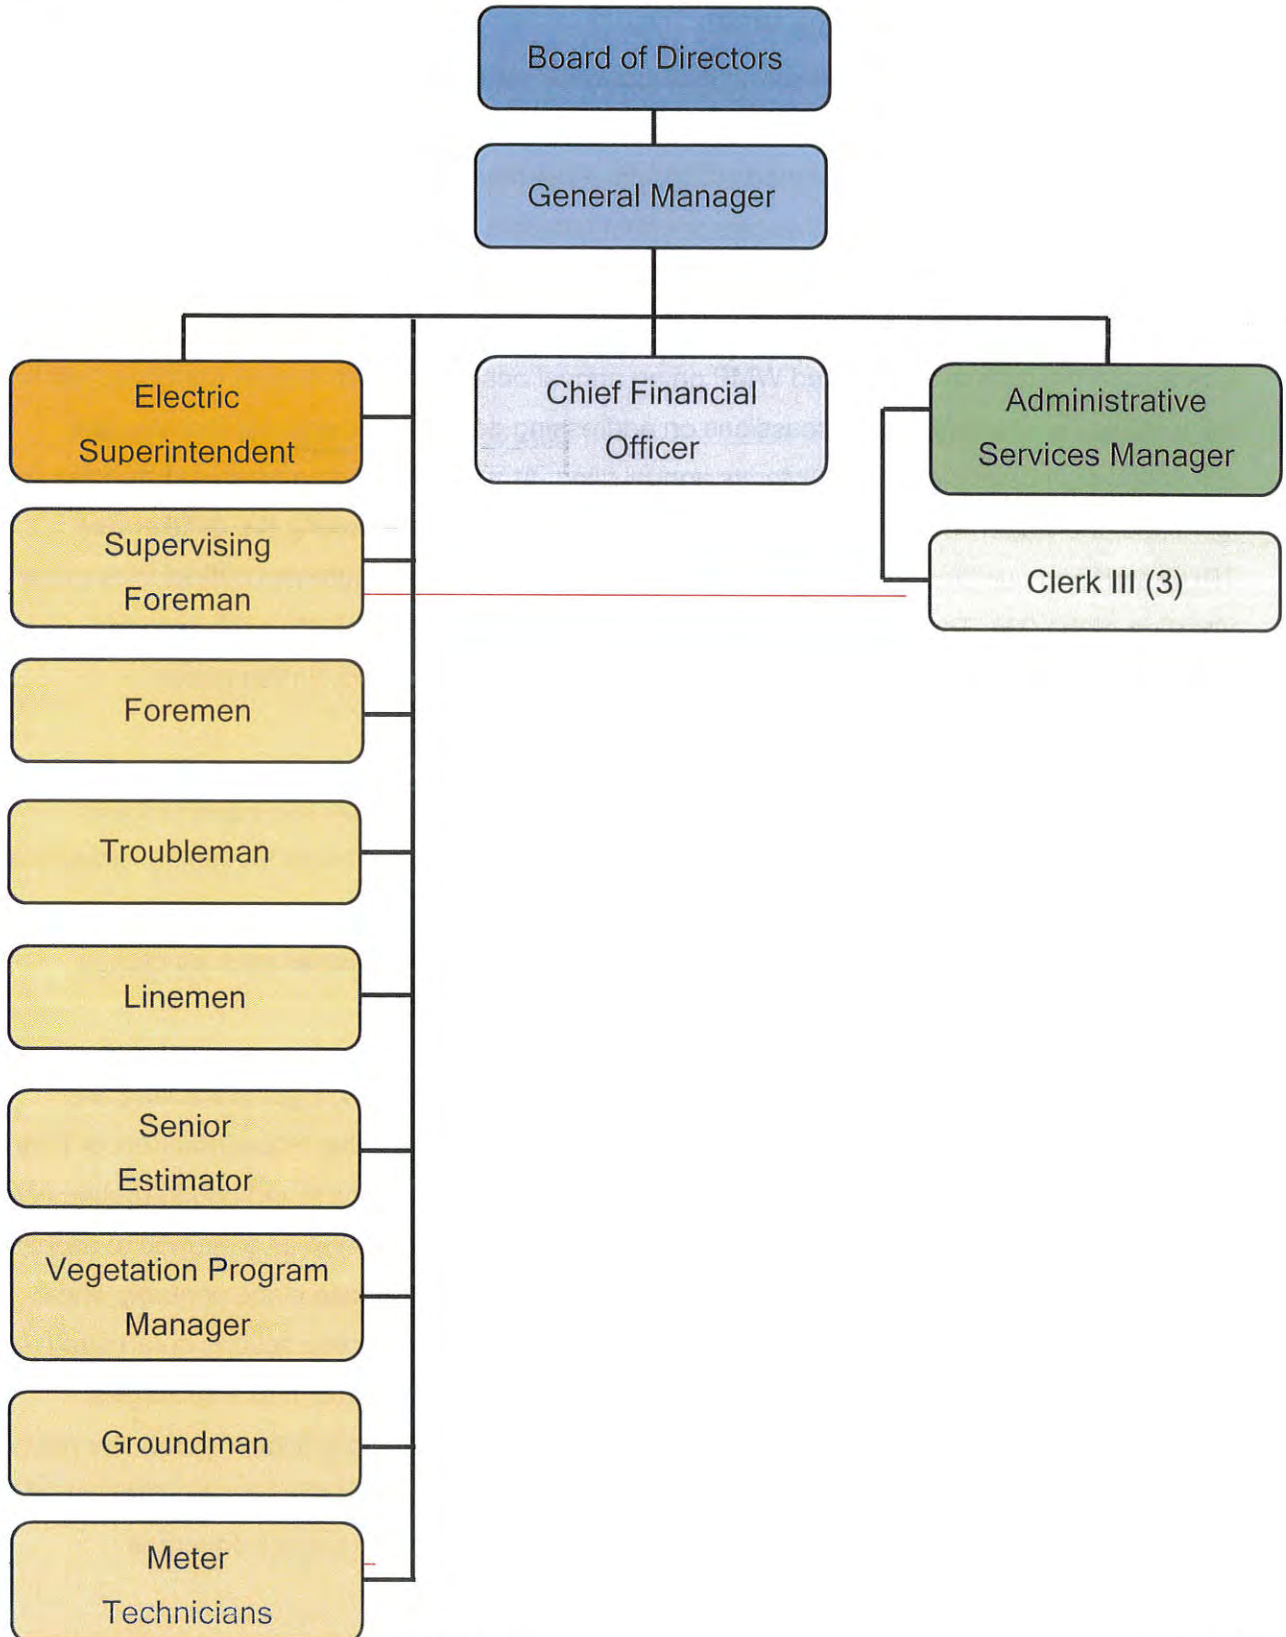 Board of Directors
General Manager
Electric
Superintendent
Chief Financial
Officer
Administrative
Services Manager
Supervising
Foreman
Clerk III (3)
Foremen
Troubleman
Linemen
Senior
Estimator
Vegetation Program
Manager
Groundman
Meter
Technicians